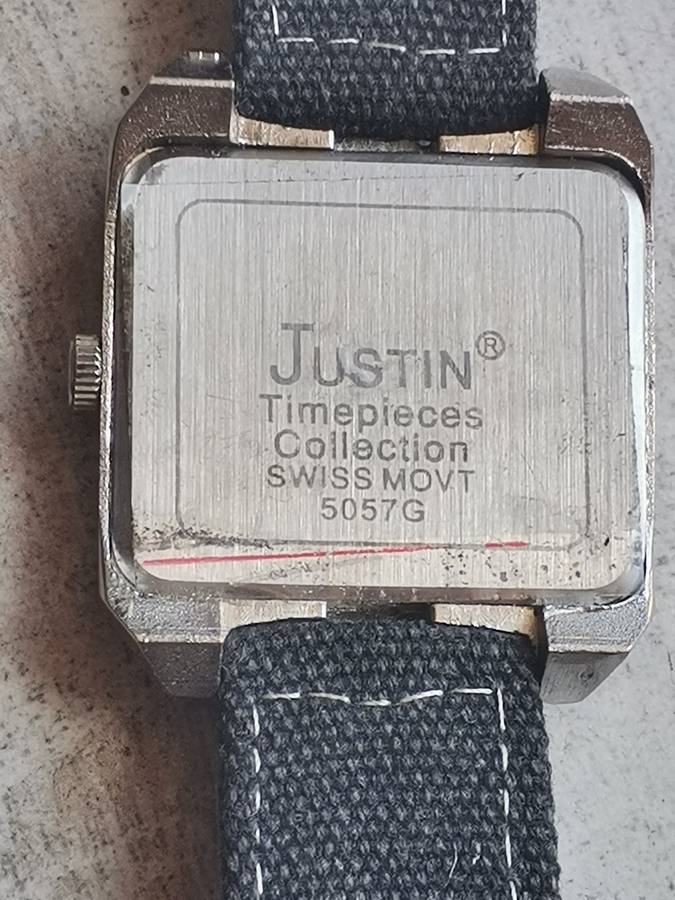 JUSTIN®
Timepieces
Collection
SWISS MOVT
5057G